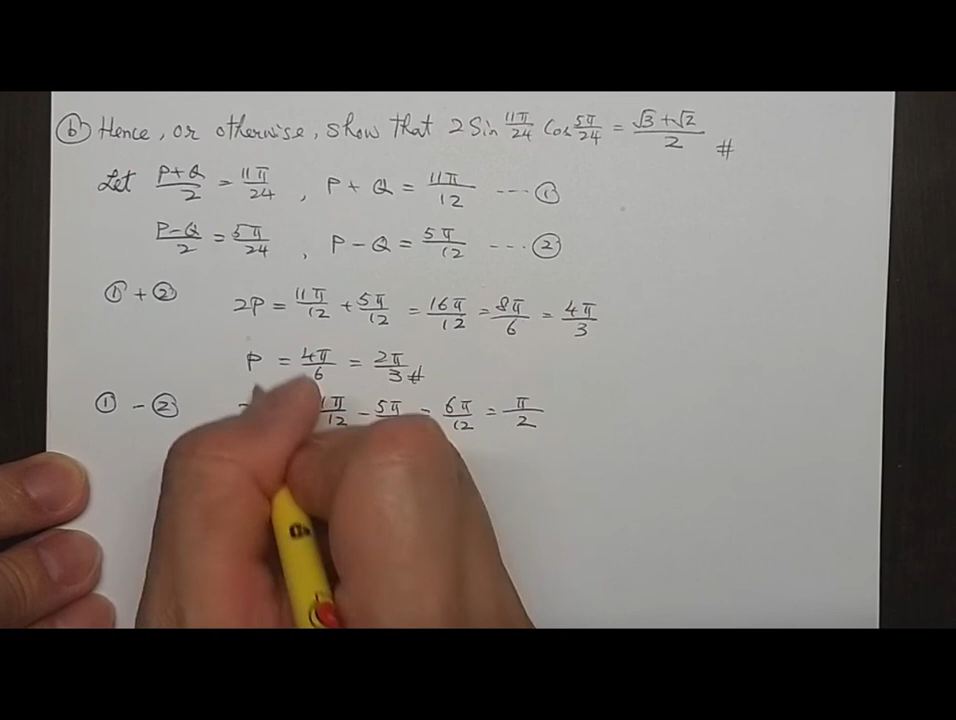 (b) Hence, or otherwise, show that 2 Sin 11π/24 Cos 5π/24 = (√3 + √2)/2 #
Let (P+Q)/2 = 11π/24 , P + Q = 11π/12 ---- ①
(P-Q)/2 = 5π/24 , P - Q = 5π/12 --- ②
① + ② 2P = 11π/12 + 5π/12 = 16π/12 = 8π/6 = 4π/3
P = 4π/6 = 2π/3 #
① - ② 12 - 5π = 6π/12 = π/2